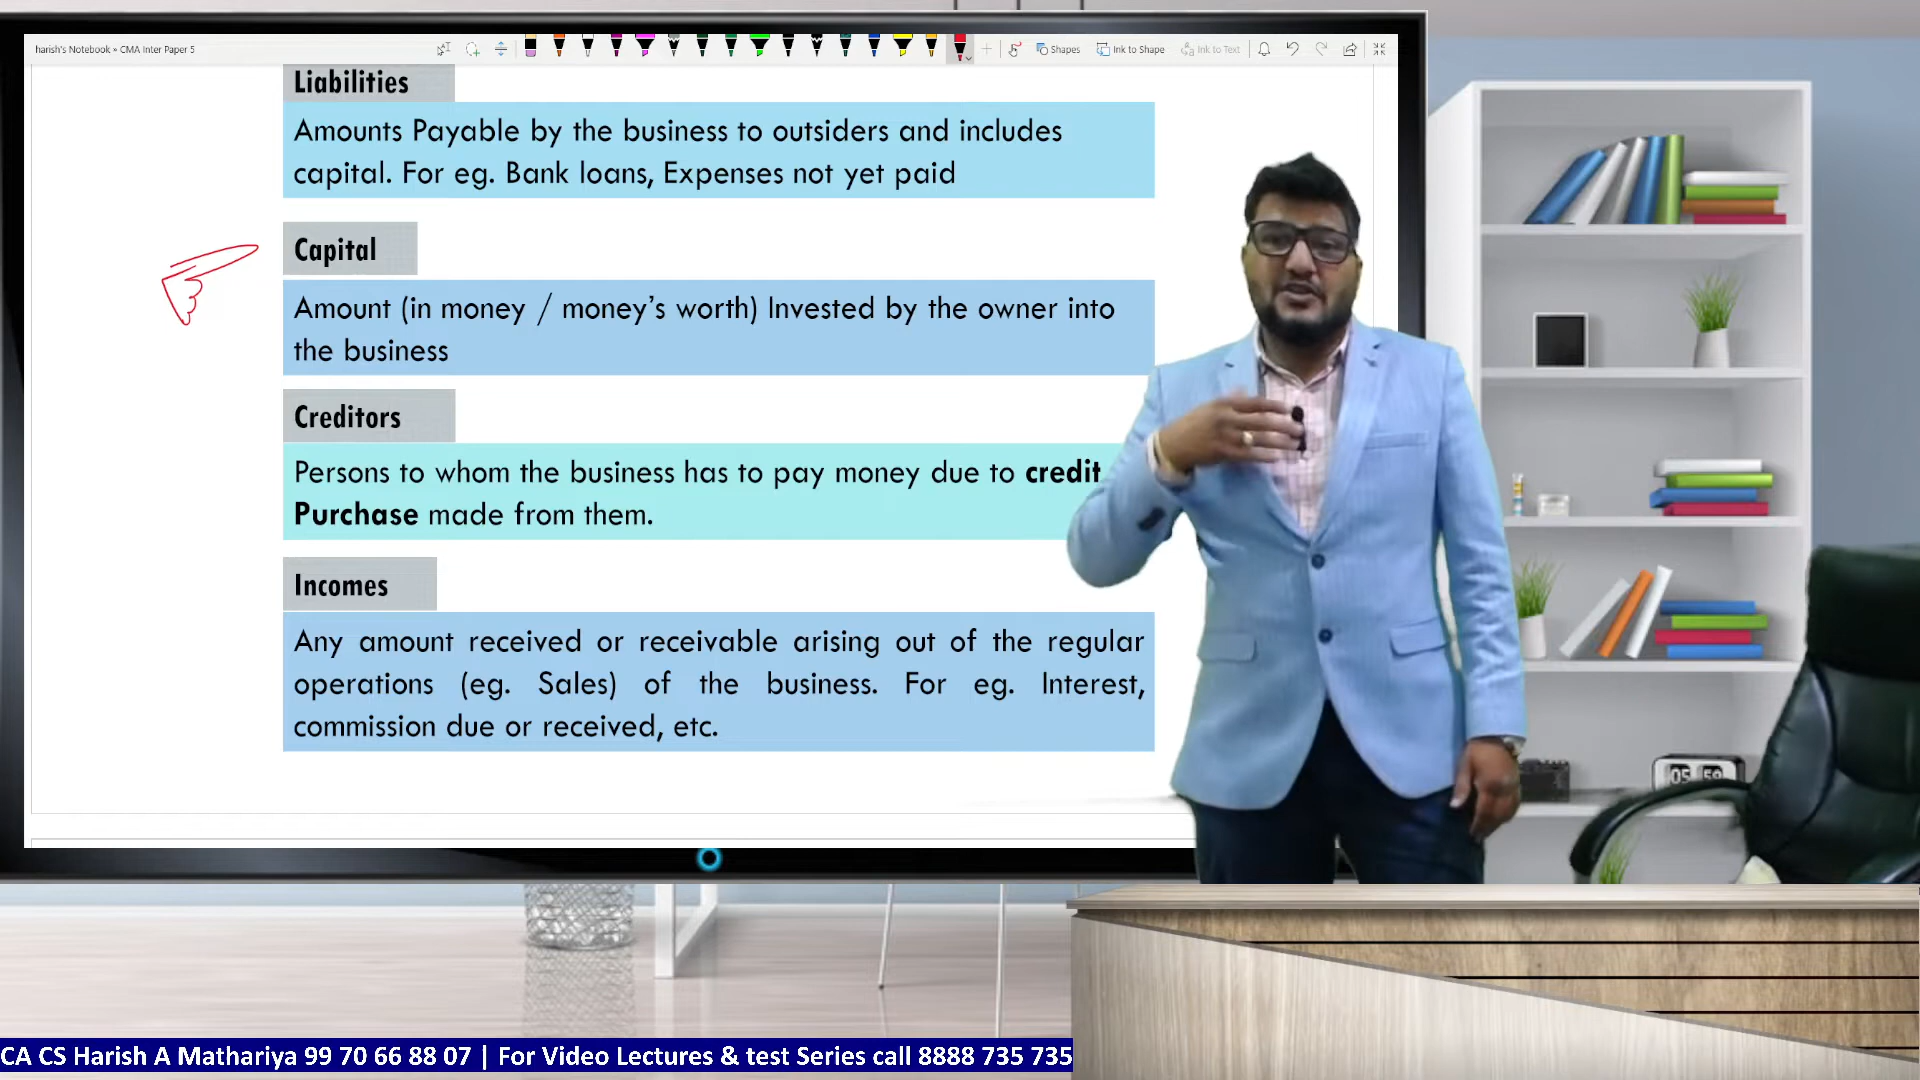 harish's Notebook » CMA Inter Paper 5
Shapes
Ink to Shape
Ink to Text
Liabilities
Amounts Payable by the business to outsiders and includes
capital. For eg. Bank loans, Expenses not yet paid
Capital
Amount (in money / money's worth) Invested by the owner into
the business
Creditors
Persons to whom the business has to pay money due to credit
Purchase made from them.
Incomes
Any amount received or receivable arising out of the regular
operations (eg. Sales) of the business. For eg. Interest,
commission due or received, etc.
05 59
CA CS Harish A Mathariya 99 70 66 88 07 | For Video Lectures & test Series call 8888 735 735